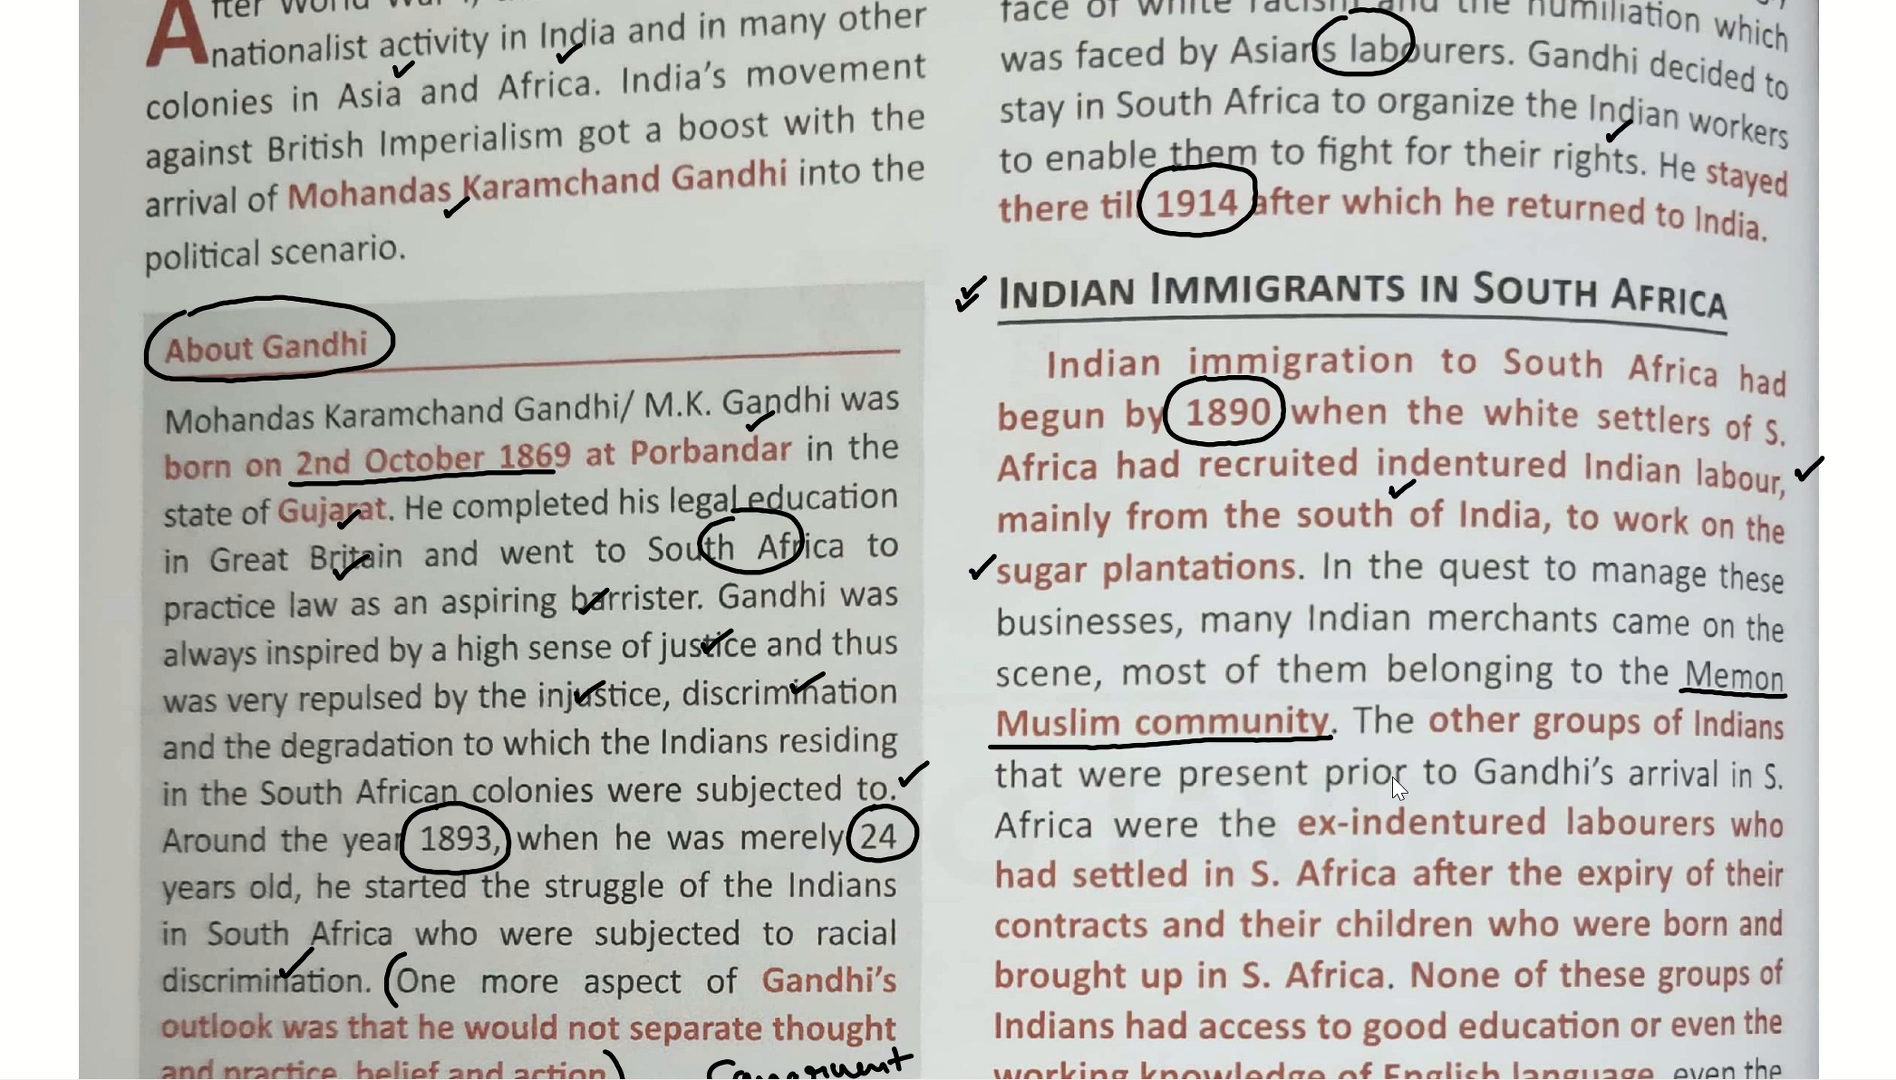 After World War I,
nationalist activity in India and in many other
colonies in Asia and Africa. India's movement
against British Imperialism got a boost with the
arrival of Mohandas Karamchand Gandhi into the
political scenario.
About Gandhi
Mohandas Karamchand Gandhi/ M.K. Gandhi was
born on 2nd October 1869 at Porbandar in the
state of Gujarat. He completed his legal education
in Great Britain and went to South Africa to
practice law as an aspiring barrister. Gandhi was
always inspired by a high sense of justice and thus
was very repulsed by the injustice, discrimination
and the degradation to which the Indians residing
in the South African colonies were subjected to.
Around the year 1893, when he was merely 24
years old, he started the struggle of the Indians
in South Africa who were subjected to racial
discrimination. (One more aspect of Gandhi's
outlook was that he would not separate thought
and practice, belief and action)
face of white racism and the humiliation which
was faced by Asians labourers. Gandhi decided to
stay in South Africa to organize the Indian workers
to enable them to fight for their rights. He stayed
there till 1914 after which he returned to India.
INDIAN IMMIGRANTS IN SOUTH AFRICA
Indian immigration to South Africa had
begun by 1890 when the white settlers of S.
Africa had recruited indentured Indian labour,
mainly from the south of India, to work on the
sugar plantations. In the quest to manage these
businesses, many Indian merchants came on the
scene, most of them belonging to the Memon
Muslim community. The other groups of Indians
that were present prior to Gandhi's arrival in S.
Africa were the ex-indentured labourers who
had settled in S. Africa after the expiry of their
contracts and their children who were born and
brought up in S. Africa. None of these groups of
Indians had access to good education or even the
working knowledge of English language, even the